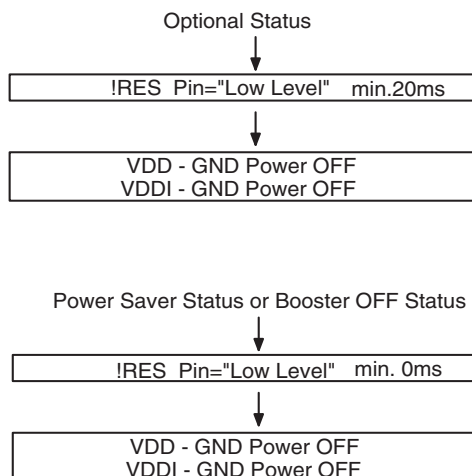 Optional Status
!RES Pin="Low Level" min.20ms
VDD - GND Power OFF
VDDI - GND Power OFF
Power Saver Status or Booster OFF Status
!RES Pin="Low Level" min. 0ms
VDD - GND Power OFF
VDDI - GND Power OFF